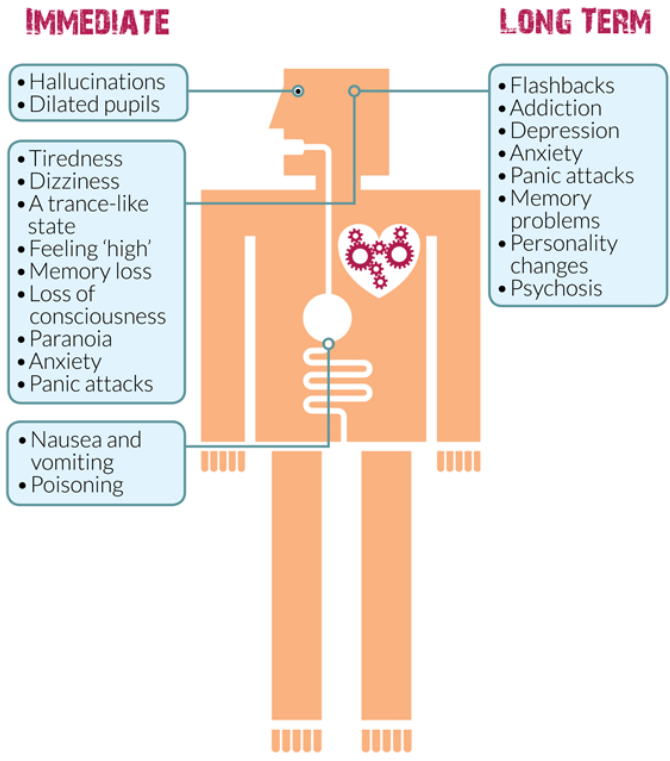 IMMEDIATE
• Hallucinations
• Dilated pupils
• Tiredness
• Dizziness
• A trance-like
state
• Feeling ‘high’
• Memory loss
• Loss of
consciousness
• Paranoia
• Anxiety
• Panic attacks
• Nausea and
vomiting
• Poisoning
LONG TERM
• Flashbacks
• Addiction
• Depression
• Anxiety
• Panic attacks
• Memory
problems
• Personality
changes
• Psychosis